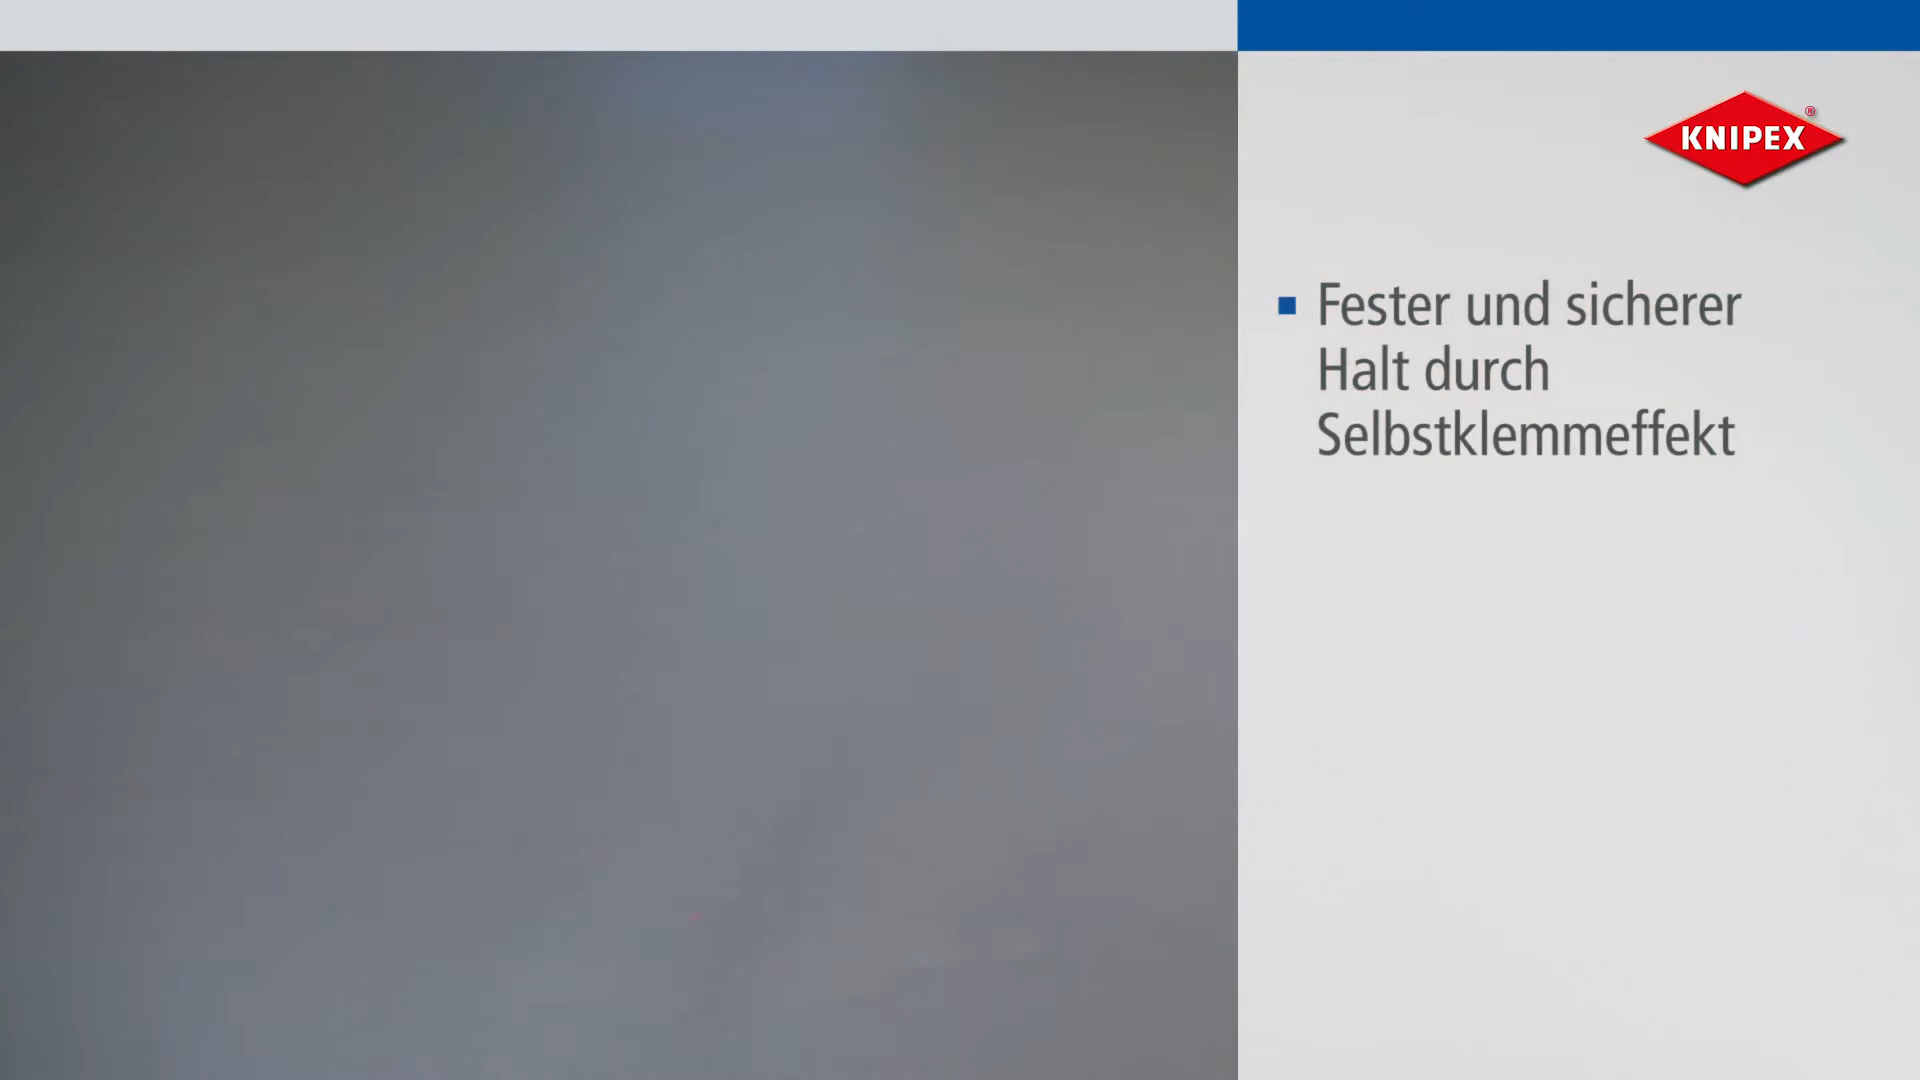 KNIPEX®
Fester und sicherer
Halt durch
Selbstklemmeffekt